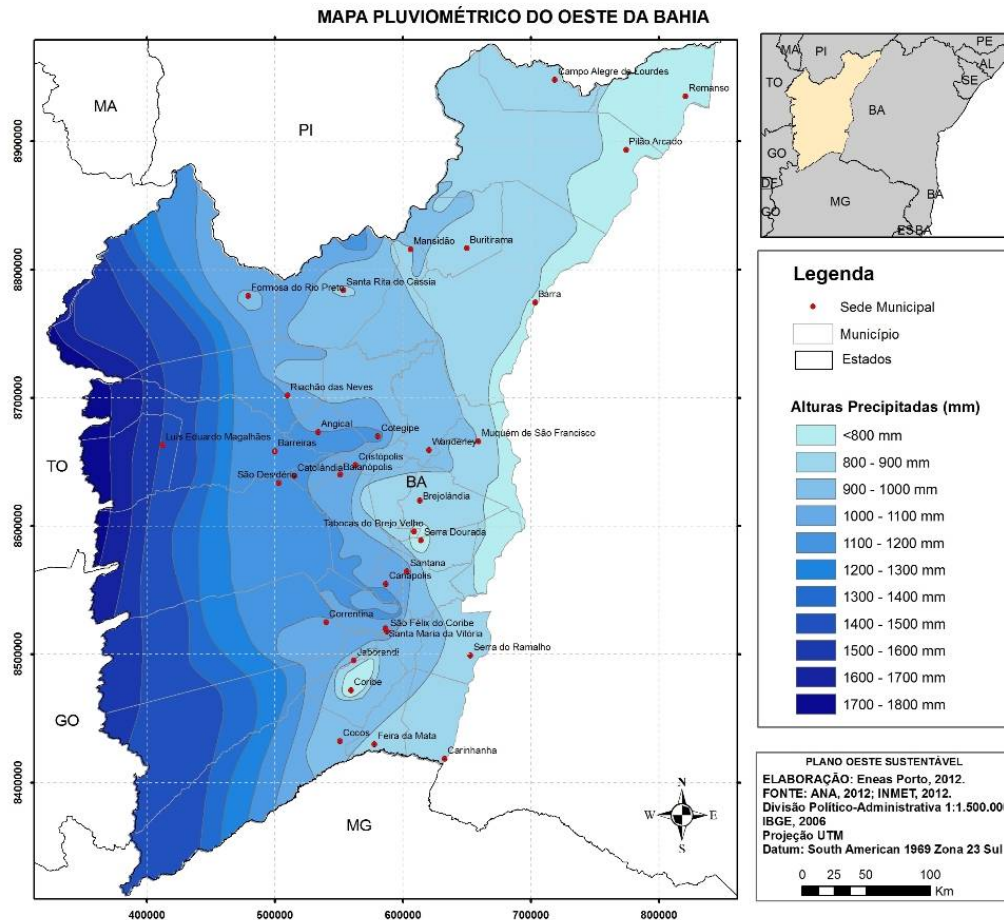 MAPA PLUVIOMÉTRICO DO OESTE DA BAHIA
MA
PI
TO
GO
MG
BA
Campo Alegre de Lourdes
Remanso
Pilão Arcado
Mansidão
Buritirama
Formosa do Rio Preto
Santa Rita de Cássia
Barra
Riachão das Neves
Angical
Cotegipe
Luis Eduardo Magalhães
Barreiras
Wanderley
Muquém de São Francisco
Cristópolis
Catolândia
Baianópolis
São Desidério
Brejolândia
Tabocas do Brejo Velho
Serra Dourada
Santana
Canápolis
Correntina
São Félix do Coribe
Santa Maria da Vitória
Jaborandi
Serra do Ramalho
Coribe
Cocos
Feira da Mata
Carinhanha
8900000
8800000
8700000
8600000
8500000
8400000
400000
500000
600000
700000
800000
N
W
E
S
MA
PI
PE
AL
SE
TO
BA
GO
DF
GO
MG
BA
ES
BA
Legenda
Sede Municipal
Município
Estados
Alturas Precipitadas (mm)
<800 mm
800 - 900 mm
900 - 1000 mm
1000 - 1100 mm
1100 - 1200 mm
1200 - 1300 mm
1300 - 1400 mm
1400 - 1500 mm
1500 - 1600 mm
1600 - 1700 mm
1700 - 1800 mm
PLANO OESTE SUSTENTÁVEL
ELABORAÇÃO: Eneas Porto, 2012.
FONTE: ANA, 2012; INMET, 2012.
Divisão Político-Administrativa 1:1.500.00
IBGE, 2006
Projeção UTM
Datum: South American 1969 Zona 23 Sul
0 25 50 100
Km